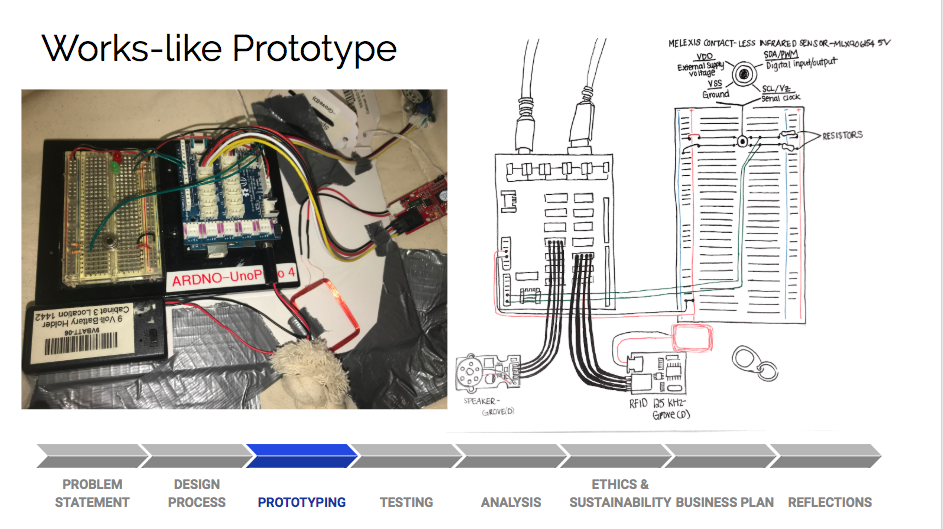 Works-like Prototype
MELEXIS CONTACT-LESS INFRARED SENSOR-MLX90614 5V
VDD
External Supply
voltage
SDA/PWM
Digital input/output
VSS
Ground
SCL/Vz
Serial clock
RESISTORS
ARDNO-UnoP o 4
9 Volt Battery Holder
Cabinet 3 Location 1442
9VBATT-06
SPEAKER-
GROVE(D)
RFID 125 KHZ-
GROVE(D)
PROBLEM
STATEMENT
DESIGN
PROCESS
PROTOTYPING
TESTING
ANALYSIS
ETHICS &
SUSTAINABILITY
BUSINESS PLAN
REFLECTIONS